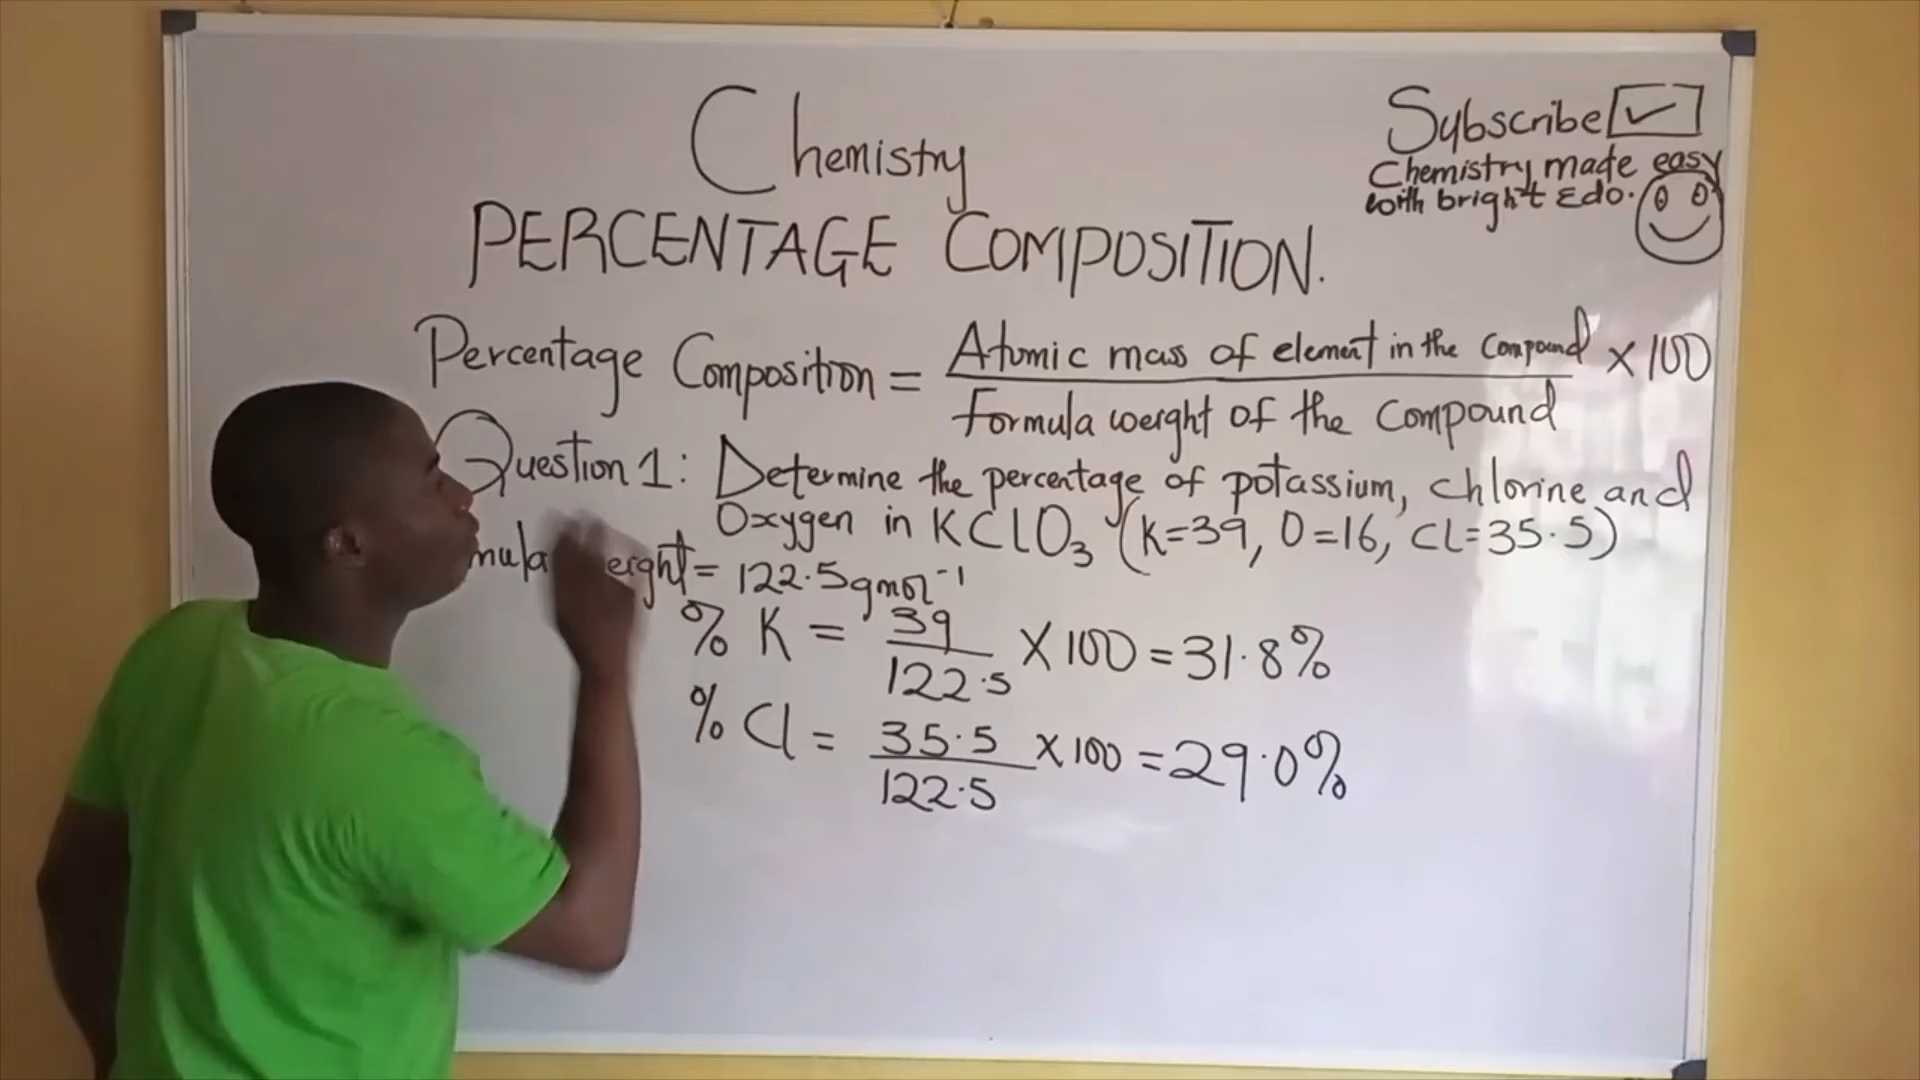 Chemistry
PERCENTAGE COMPOSITION.
Subscribe ✓
Chemistry made easy
with bright Edo.
Percentage Composition = Atomic mass of element in the Compound × 100
Formula weight of the Compound
Question 1: Determine the percentage of potassium, chlorine and
Oxygen in KClO3 (K=39, O=16, Cl=35.5)
= 122.5gmol⁻¹
% K = 39/122.5 × 100 = 31.8%
% Cl = 35.5/122.5 × 100 = 29.0%